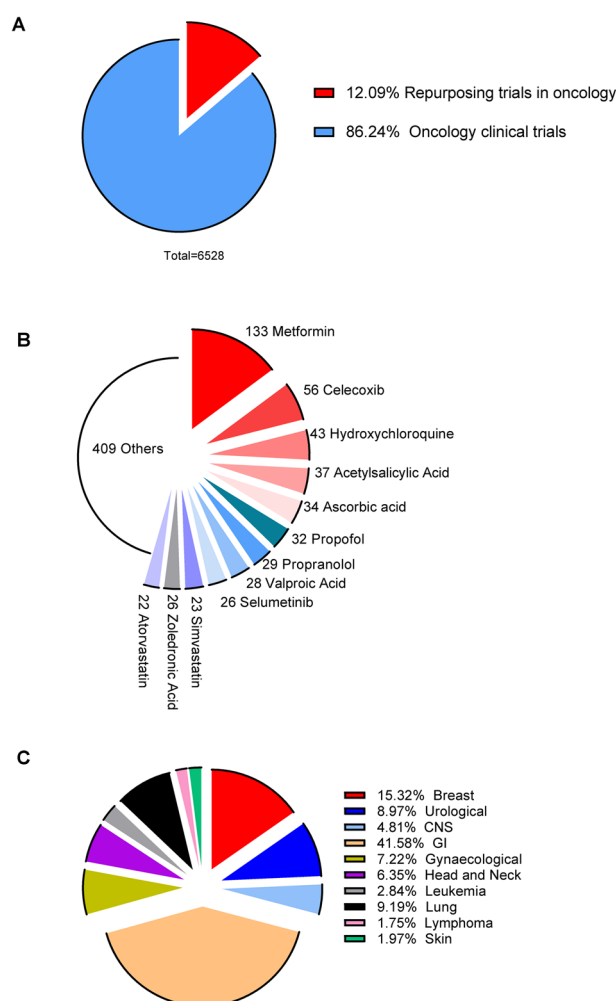 A
12.09% Repurposing trials in oncology
86.24% Oncology clinical trials
Total=6528
B
133 Metformin
56 Celecoxib
43 Hydroxychloroquine
409 Others
37 Acetylsalicylic Acid
34 Ascorbic acid
32 Propofol
29 Propranolol
28 Valproic Acid
26 Selumetinib
23 Simvastatin
26 Zoledronic Acid
22 Atorvastatin
C
15.32% Breast
8.97% Urological
4.81% CNS
41.58% GI
7.22% Gynaecological
6.35% Head and Neck
2.84% Leukemia
9.19% Lung
1.75% Lymphoma
1.97% Skin